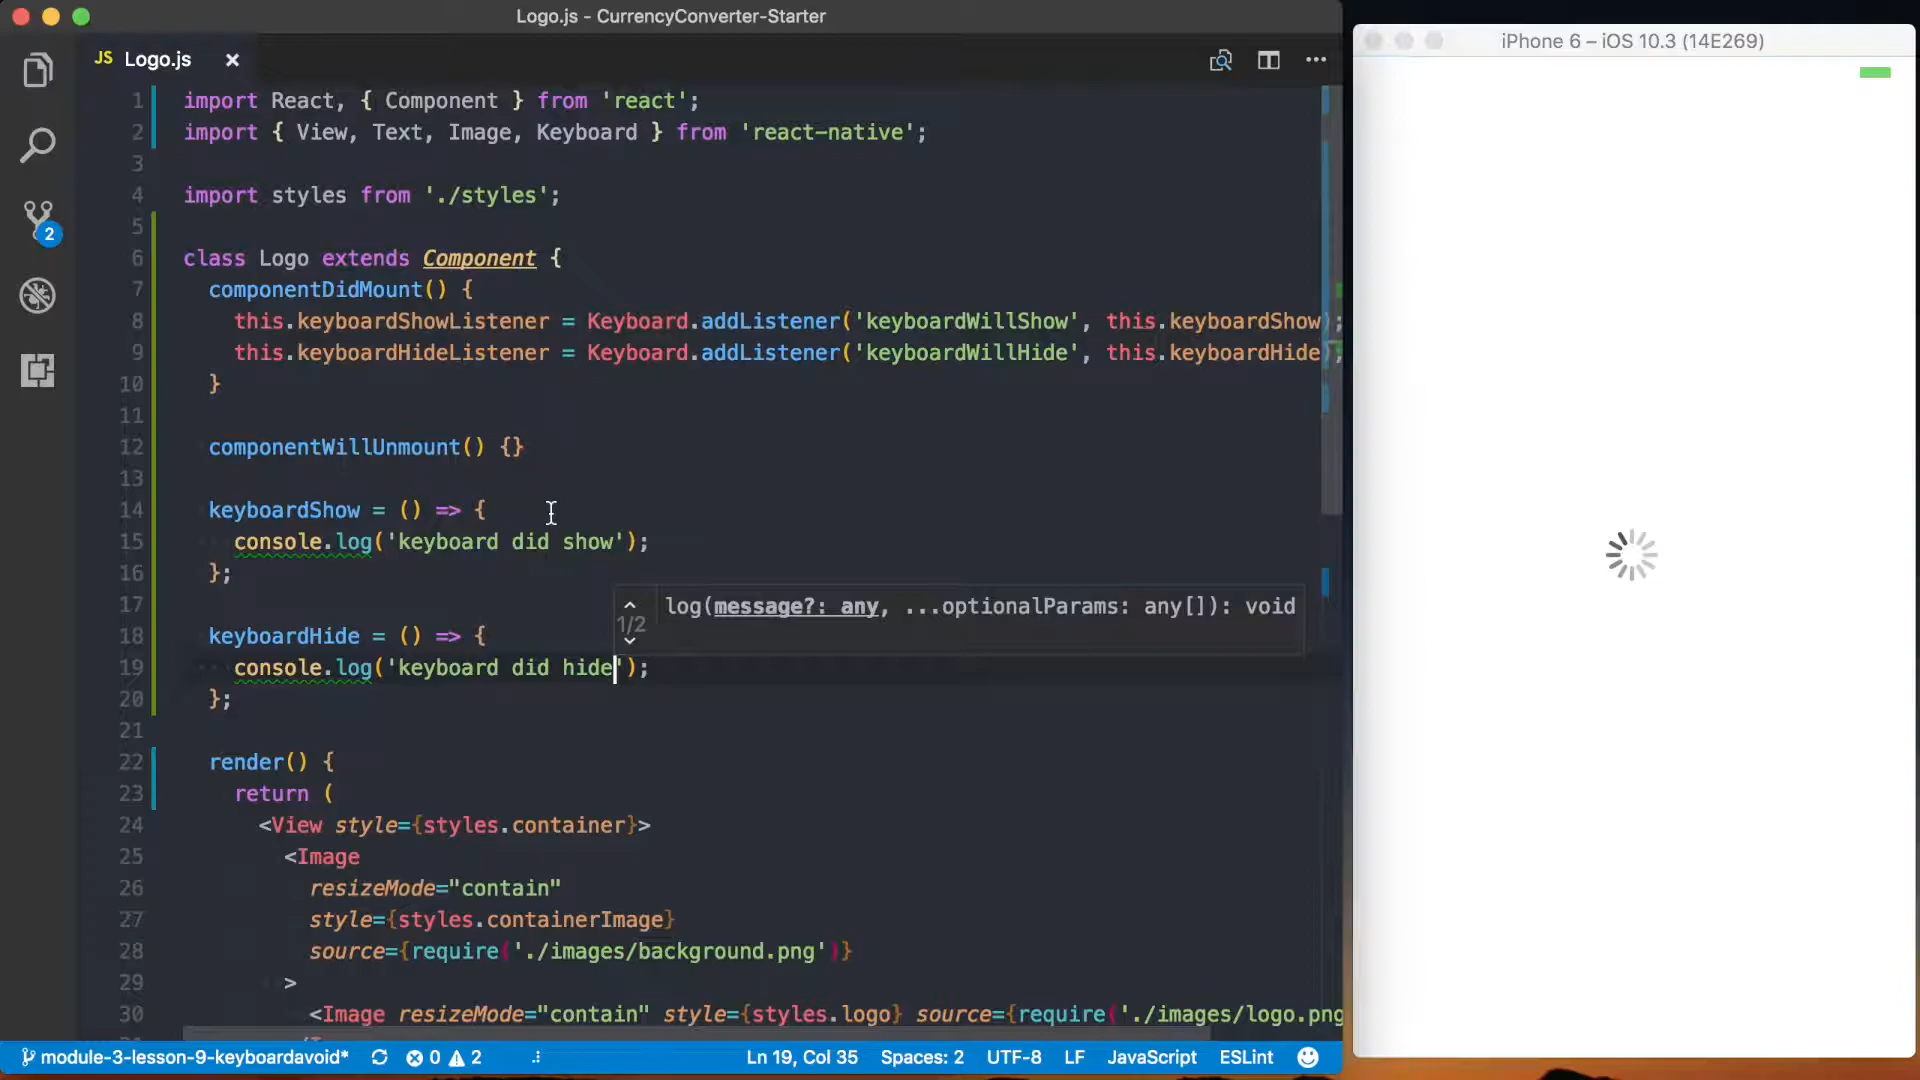 Logo.js - CurrencyConverter-Starter
iPhone 6 – iOS 10.3 (14E269)
JS Logo.js ×
1 import React, { Component } from 'react';
2 import { View, Text, Image, Keyboard } from 'react-native';
3
4 import styles from './styles';
5
6 class Logo extends Component {
7 componentDidMount() {
8 this.keyboardShowListener = Keyboard.addListener('keyboardWillShow', this.keyboardShow);
9 this.keyboardHideListener = Keyboard.addListener('keyboardWillHide', this.keyboardHide);
10 }
11
12 componentWillUnmount() {}
13
14 keyboardShow = () => {
15 console.log('keyboard did show');
16 };
17
log(message?: any, ...optionalParams: any[]): void
1/2
18 keyboardHide = () => {
19 console.log('keyboard did hide');
20 };
21
22 render() {
23 return (
24 <View style={styles.container}>
25 <Image
26 resizeMode="contain"
27 style={styles.containerImage}
28 source={require('./images/background.png')}
29 >
30 <Image resizeMode="contain" style={styles.logo} source={require('./images/logo.png
2
module-3-lesson-9-keyboardavoid* 0 2 Ln 19, Col 35 Spaces: 2 UTF-8 LF JavaScript ESLint